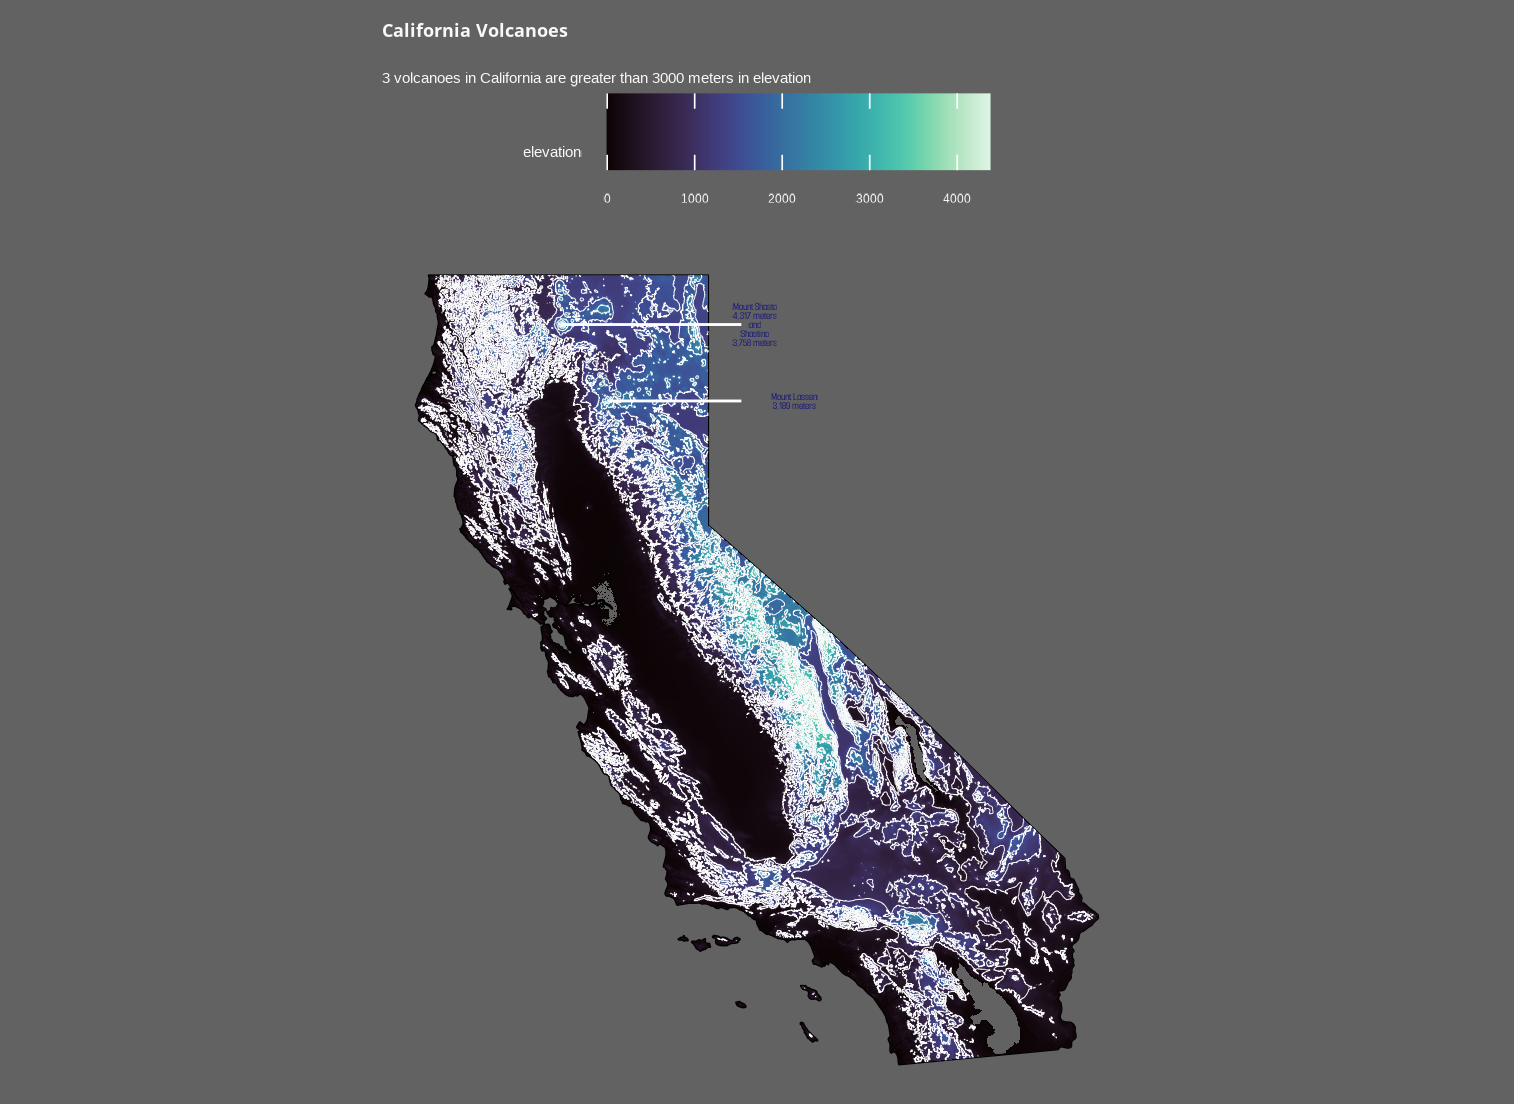 California Volcanoes
3 volcanoes in California are greater than 3000 meters in elevation
elevation
0 1000 2000 3000 4000
Mount Shasta
4,317 meters
and
Shastina
3,758 meters
Mount Lassen
3,189 meters